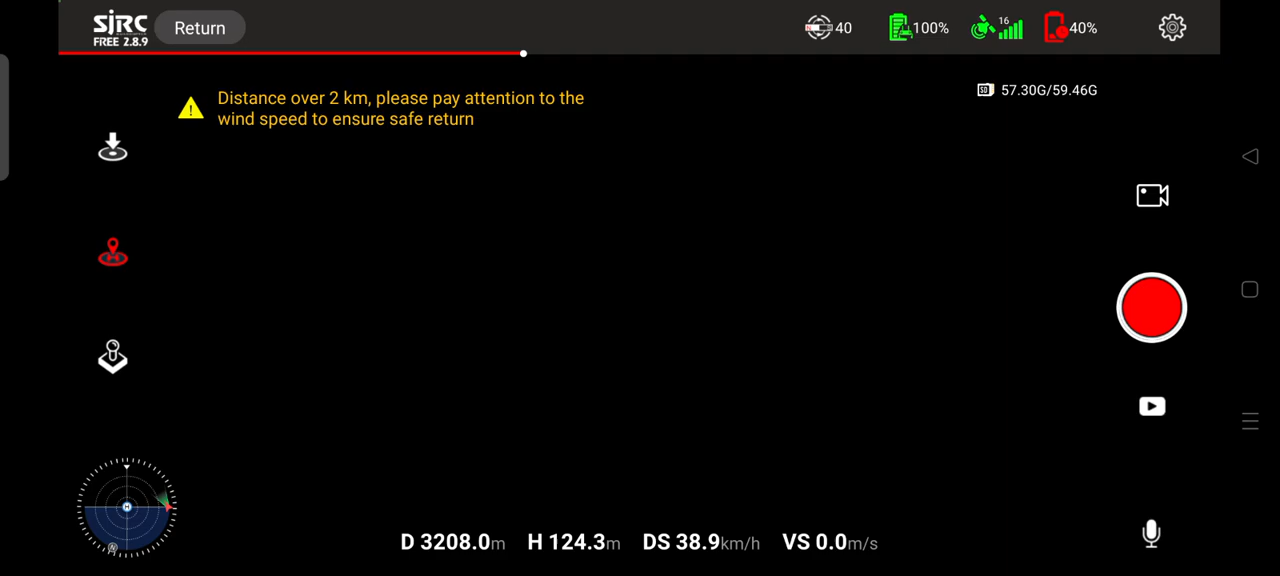 SJRC
FREE 2.8.9
Return
40
100%
16
40%
SD
57.30G/59.46G
Distance over 2 km, please pay attention to the
wind speed to ensure safe return
H
N
D 3208.0m H 124.3m DS 38.9km/h VS 0.0m/s